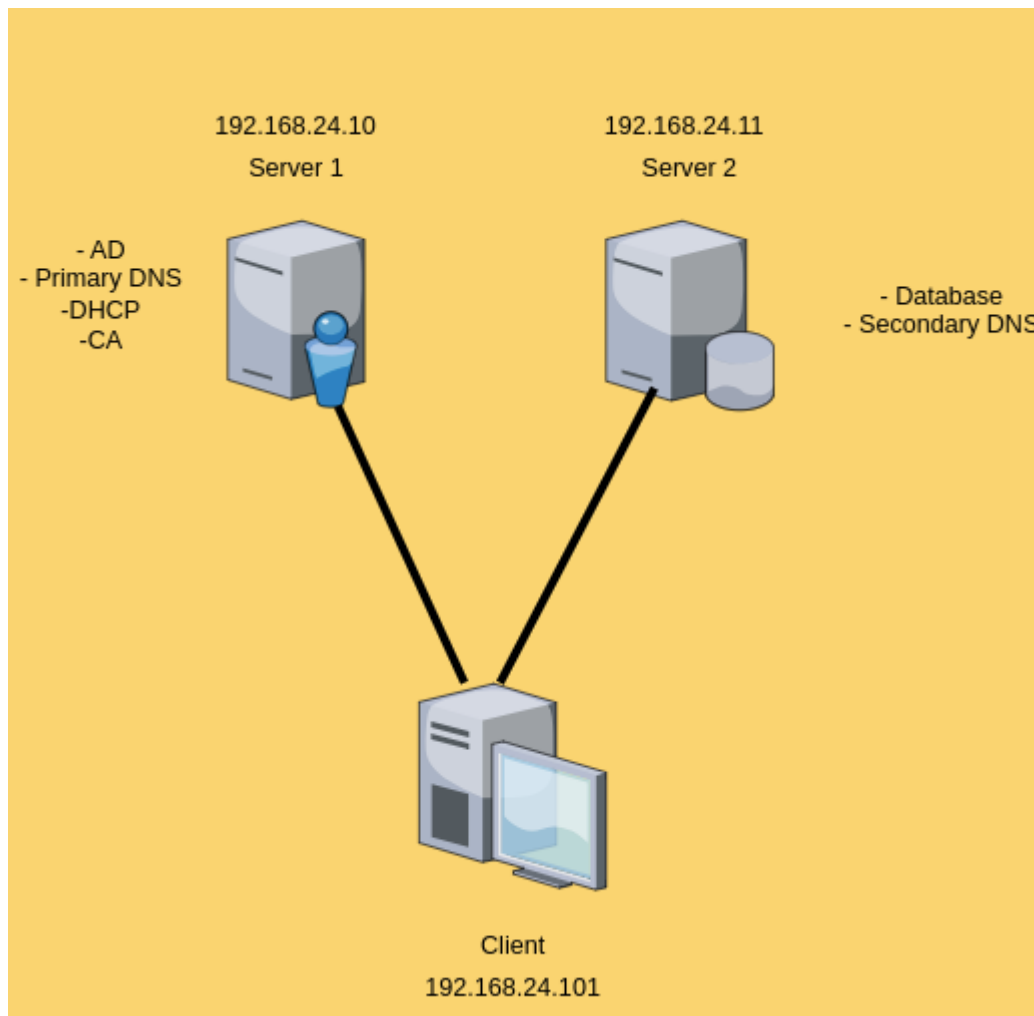 192.168.24.10
Server 1
192.168.24.11
Server 2
- AD
- Primary DNS
-DHCP
-CA
- Database
- Secondary DNS
Client
192.168.24.101